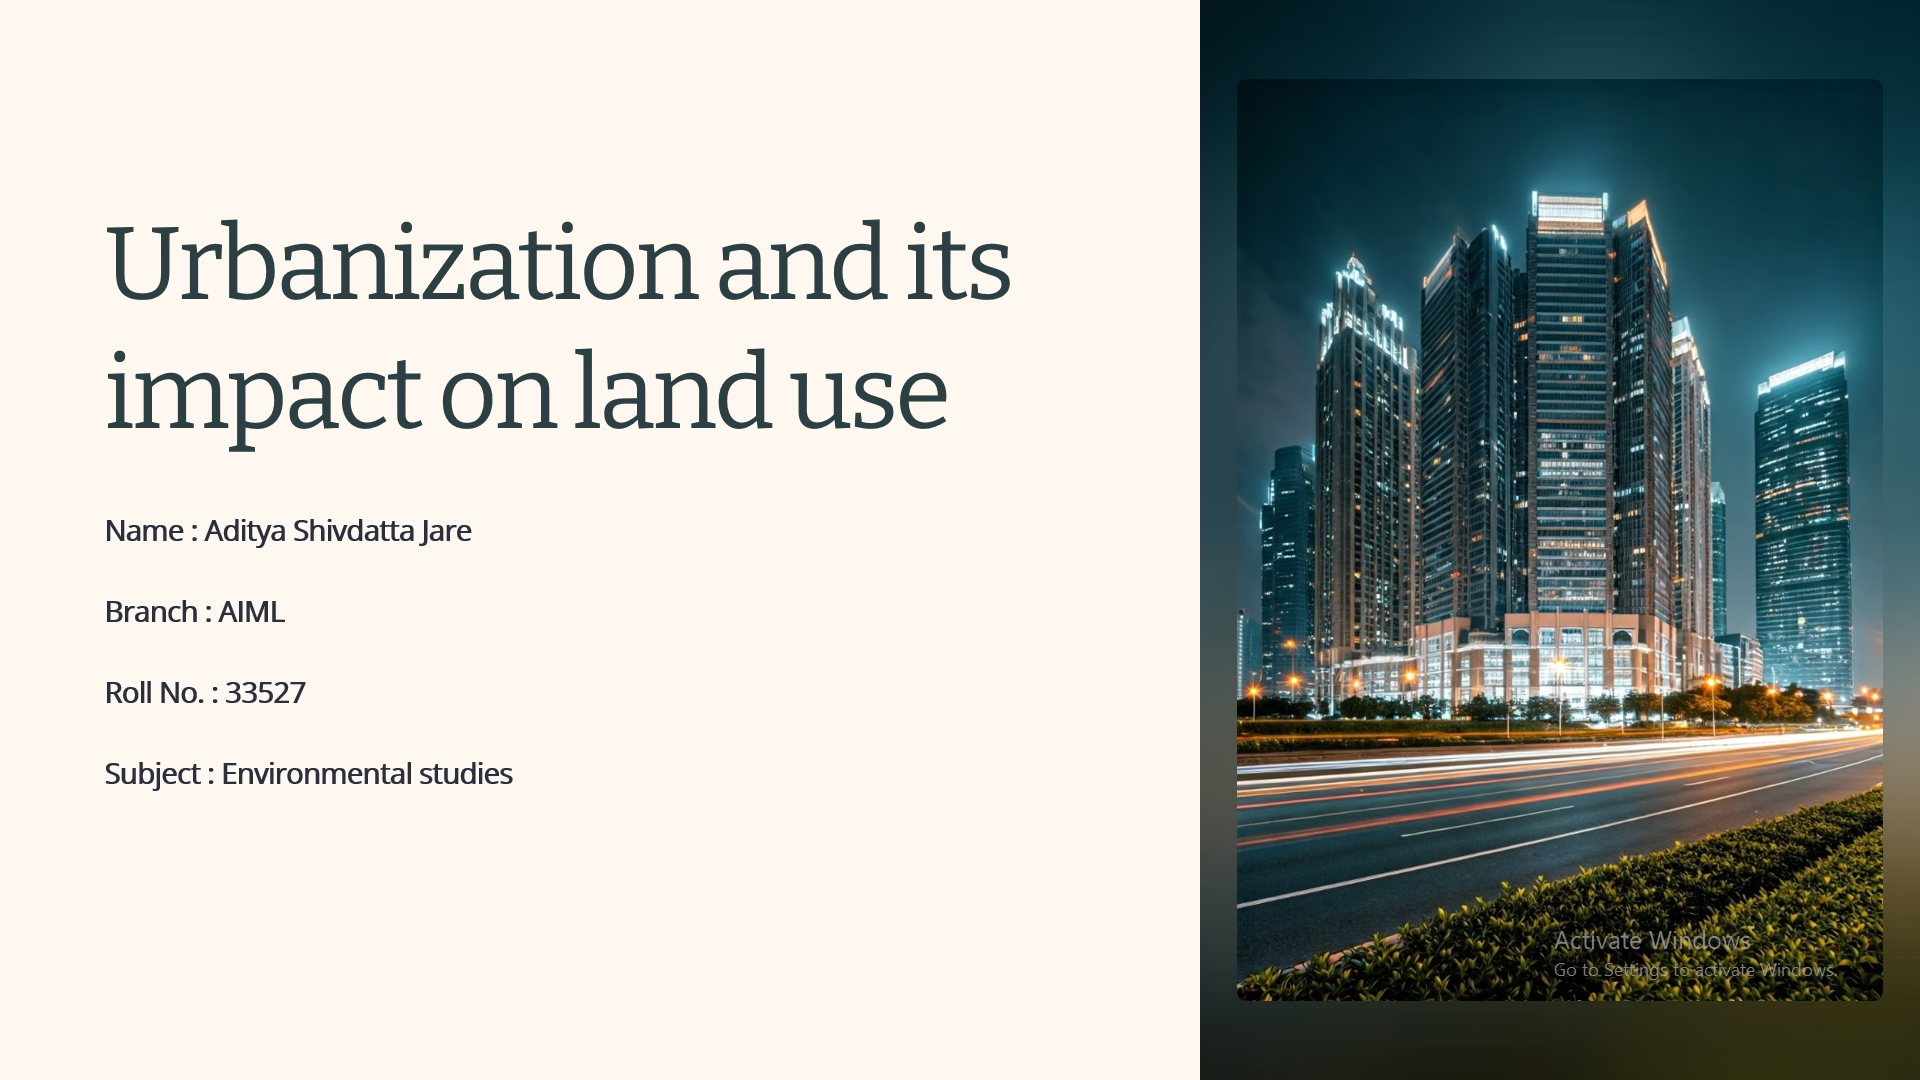 Urbanization and its
impact on land use
Name : Aditya Shivdatta Jare
Branch : AIML
Roll No. : 33527
Subject : Environmental studies
Activate Windows
Go to Settings to activate Windows.